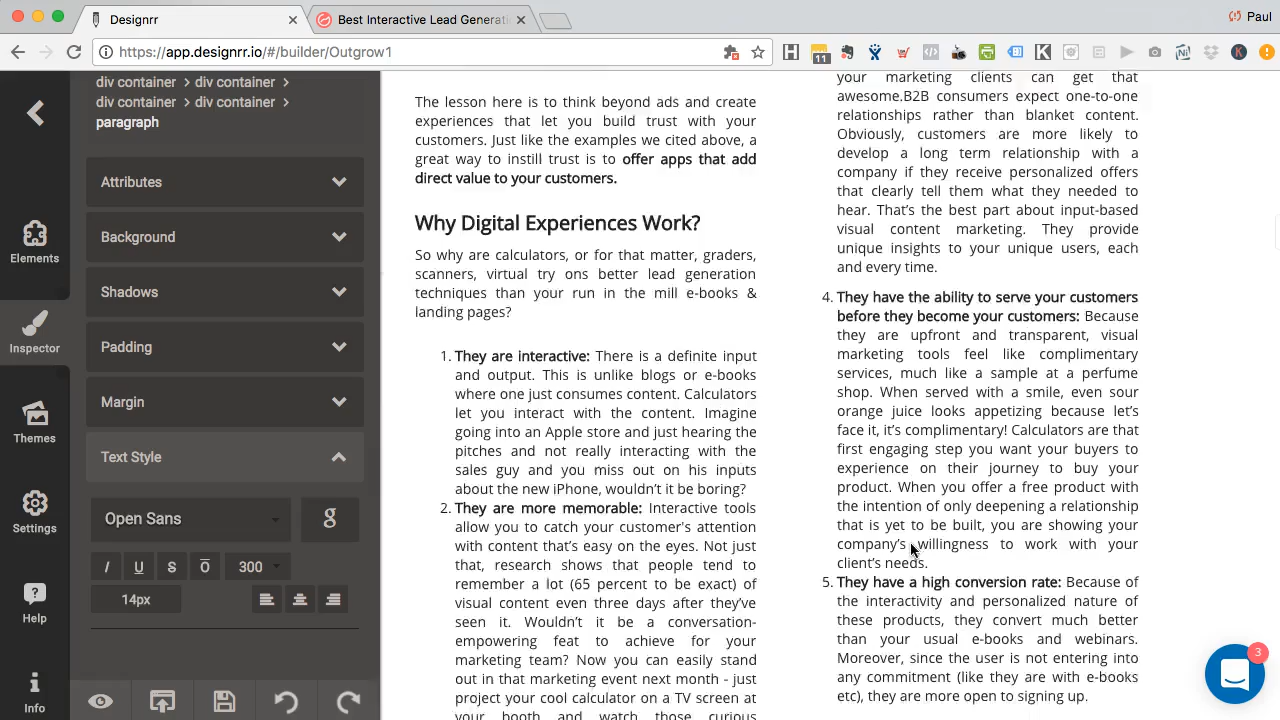 Designrr
Best Interactive Lead Generati
Paul
https://app.designrr.io/#/builder/Outgrow1
11
div container > div container >
div container > div container >
paragraph
Attributes
Background
Shadows
Padding
Margin
Text Style
Open Sans
g
I U S O 300
14px
Elements
Inspector
Themes
Settings
Help
Info
The lesson here is to think beyond ads and create
experiences that let you build trust with your
customers. Just like the examples we cited above, a
great way to instill trust is to offer apps that add
direct value to your customers.
Why Digital Experiences Work?
So why are calculators, or for that matter, graders,
scanners, virtual try ons better lead generation
techniques than your run in the mill e-books &
landing pages?
1. They are interactive: There is a definite input
and output. This is unlike blogs or e-books
where one just consumes content. Calculators
let you interact with the content. Imagine
going into an Apple store and just hearing the
pitches and not really interacting with the
sales guy and you miss out on his inputs
about the new iPhone, wouldn't it be boring?
2. They are more memorable: Interactive tools
allow you to catch your customer's attention
with content that's easy on the eyes. Not just
that, research shows that people tend to
remember a lot (65 percent to be exact) of
visual content even three days after they've
seen it. Wouldn't it be a conversation-
empowering feat to achieve for your
marketing team? Now you can easily stand
out in that marketing event next month - just
project your cool calculator on a TV screen at
your booth and watch those curious
your marketing clients can get that
awesome.B2B consumers expect one-to-one
relationships rather than blanket content.
Obviously, customers are more likely to
develop a long term relationship with a
company if they receive personalized offers
that clearly tell them what they needed to
hear. That's the best part about input-based
visual content marketing. They provide
unique insights to your unique users, each
and every time.
4. They have the ability to serve your customers
before they become your customers: Because
they are upfront and transparent, visual
marketing tools feel like complimentary
services, much like a sample at a perfume
shop. When served with a smile, even sour
orange juice looks appetizing because let's
face it, it's complimentary! Calculators are that
first engaging step you want your buyers to
experience on their journey to buy your
product. When you offer a free product with
the intention of only deepening a relationship
that is yet to be built, you are showing your
company's willingness to work with your
client's needs.
5. They have a high conversion rate: Because of
the interactivity and personalized nature of
these products, they convert much better
than your usual e-books and webinars.
Moreover, since the user is not entering into
any commitment (like they are with e-books
etc), they are more open to signing up.
3